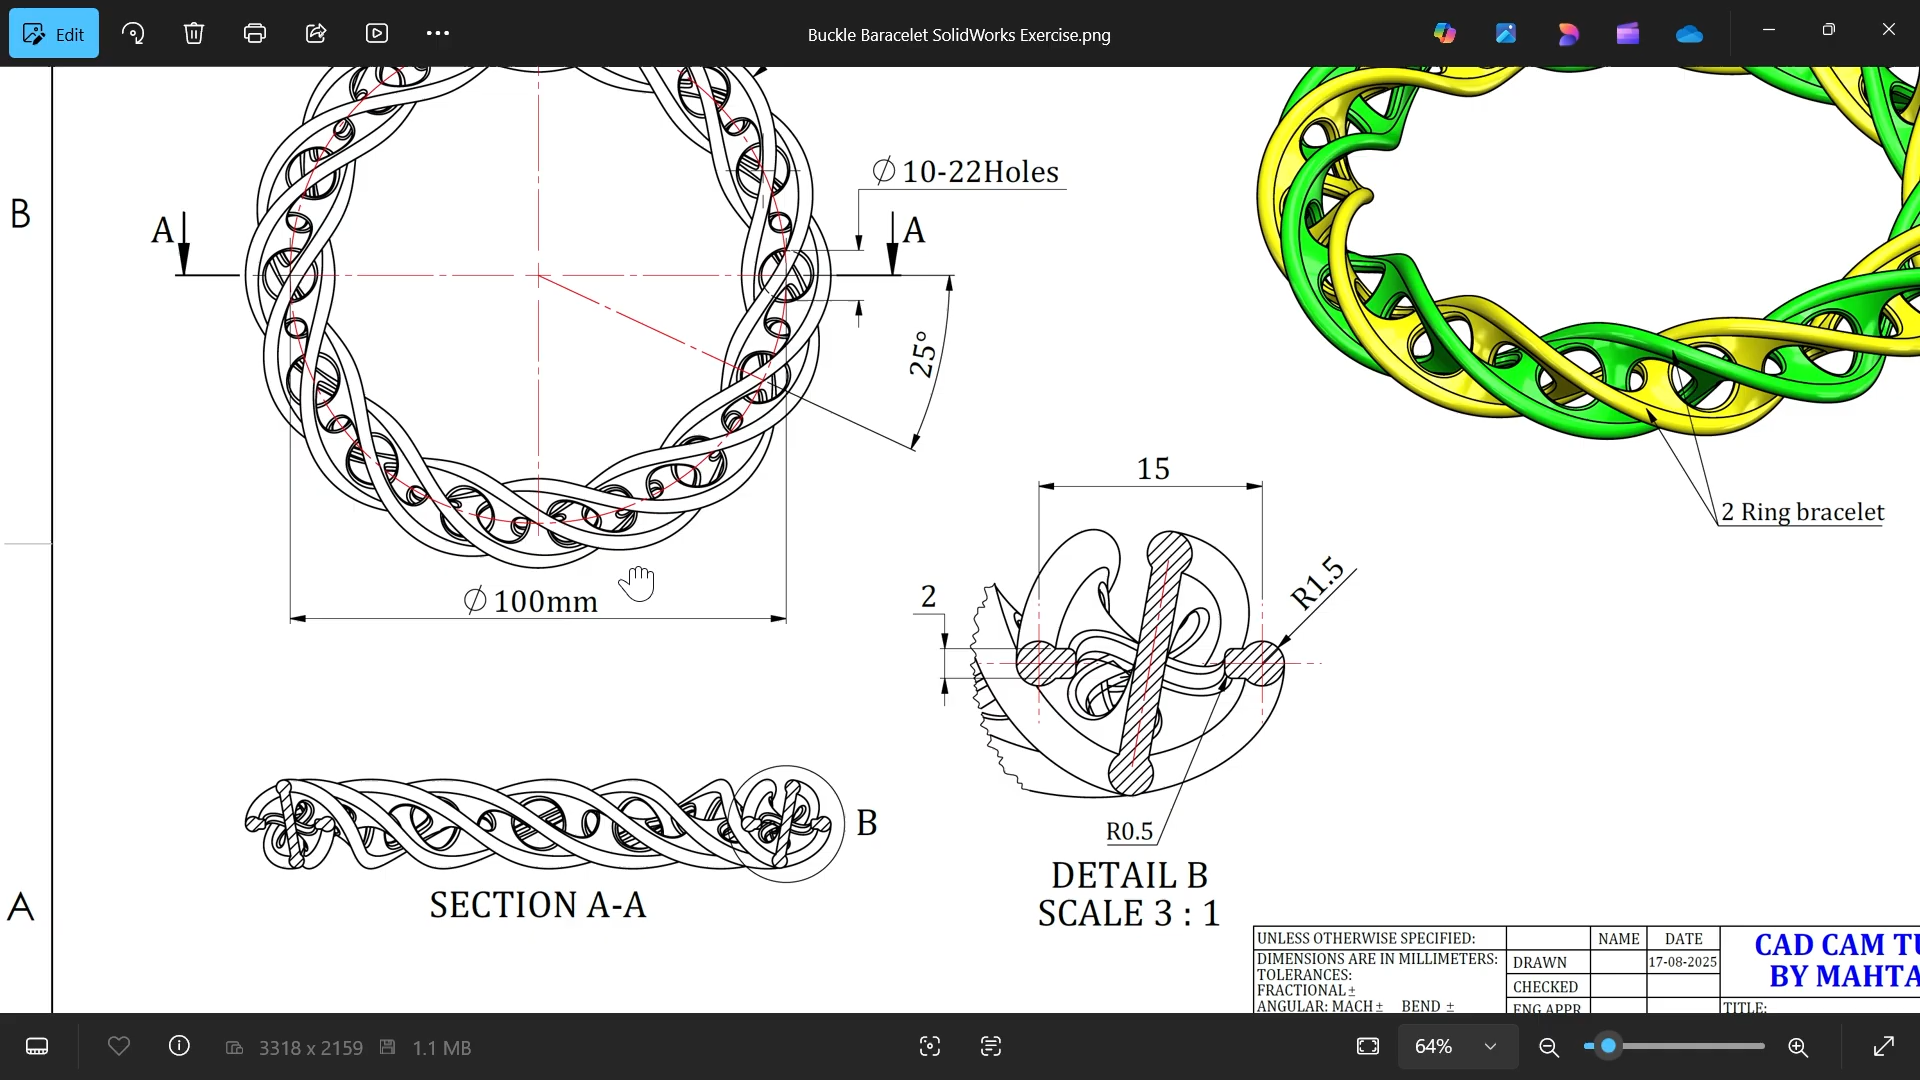 Edit
Buckle Baracelet SolidWorks Exercise.png
B
∅ 10-22Holes
A
A
25°
15
2 Ring bracelet
R1.5
2
∅ 100mm
R0.5
B
DETAIL B
SCALE 3 : 1
SECTION A-A
A
UNLESS OTHERWISE SPECIFIED:
DIMENSIONS ARE IN MILLIMETERS:
TOLERANCES:
FRACTIONAL ±
ANGULAR: MACH ± BEND ±
NAME DATE
DRAWN 17-08-2025
CHECKED
ENG APPR
CAD CAM TU
BY MAHTA
TITLE:
3318 x 2159
1.1 MB
64%